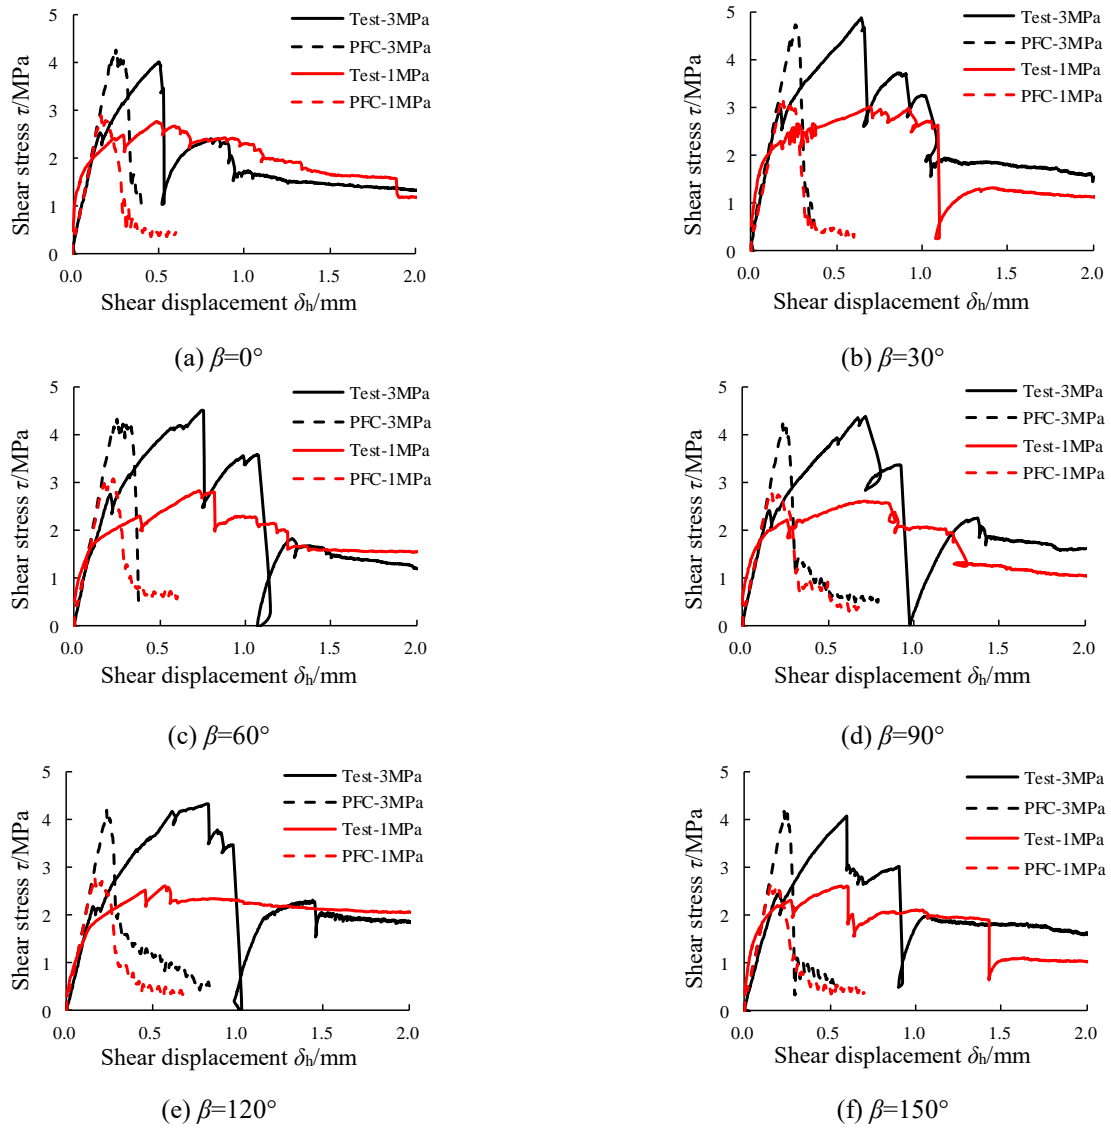 5
4
3
2
1
0
0.0 0.5 1.0 1.5 2.0
Shear stress τ/MPa
Shear displacement δh/mm
Test-3MPa
PFC-3MPa
Test-1MPa
PFC-1MPa
(a) β=0°
5
4
3
2
1
0
0.0 0.5 1.0 1.5 2.0
Shear stress τ/MPa
Shear displacement δh/mm
Test-3MPa
PFC-3MPa
Test-1MPa
PFC-1MPa
(b) β=30°
5
4
3
2
1
0
0.0 0.5 1.0 1.5 2.0
Shear stress τ/MPa
Shear displacement δh/mm
Test-3MPa
PFC-3MPa
Test-1MPa
PFC-1MPa
(c) β=60°
5
4
3
2
1
0
0.0 0.5 1.0 1.5 2.0
Shear stress τ/MPa
Shear displacement δh/mm
Test-3MPa
PFC-3MPa
Test-1MPa
PFC-1MPa
(d) β=90°
5
4
3
2
1
0
0.0 0.5 1.0 1.5 2.0
Shear stress τ/MPa
Shear displacement δh/mm
Test-3MPa
PFC-3MPa
Test-1MPa
PFC-1MPa
(e) β=120°
5
4
3
2
1
0
0.0 0.5 1.0 1.5 2.0
Shear stress τ/MPa
Shear displacement δh/mm
Test-3MPa
PFC-3MPa
Test-1MPa
PFC-1MPa
(f) β=150°